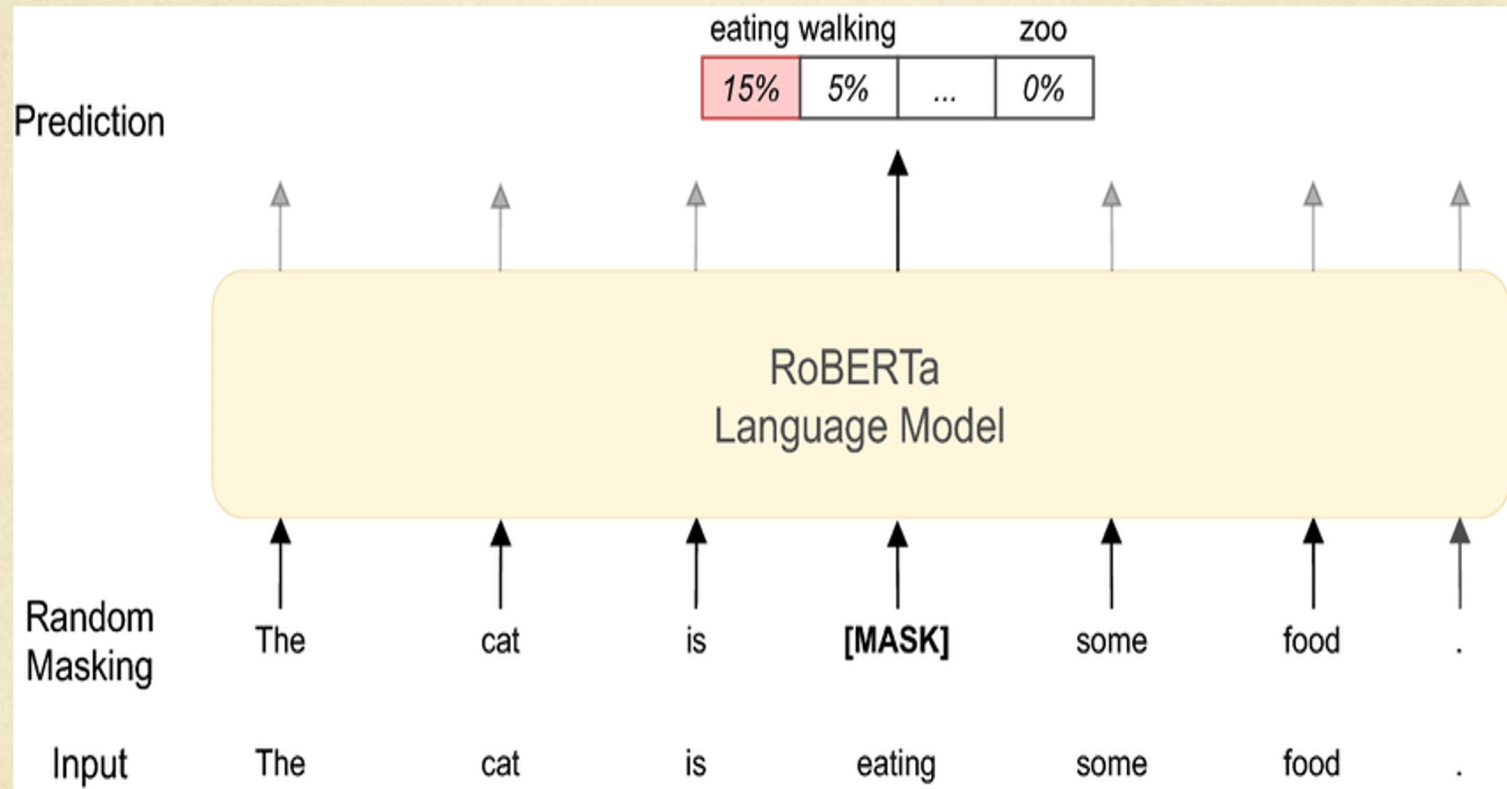 eating walking zoo
15% 5% ... 0%
Prediction
RoBERTa
Language Model
Random
Masking
The cat is [MASK] some food .
Input The cat is eating some food .